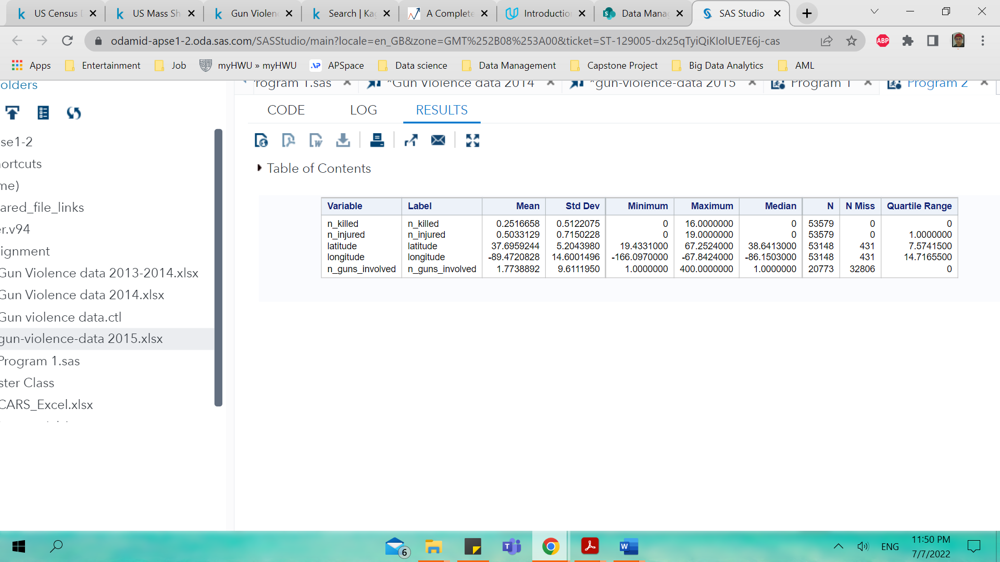 US Census D
US Mass Sh
Gun Violen
Search | Kag
A Complete
Introduction
Data Manag
SAS Studio
odamid-apse1-2.oda.sas.com/SASStudio/main?locale=en_GB&zone=GMT%252B08%253A00&ticket=ST-129005-dx25qTyiQiKIolUE7E6j-cas
ABP
Apps
Entertainment
Job
myHWU » myHWU
APSpace
Data science
Data Management
Capstone Project
Big Data Analytics
AML
olders
rogram 1.sas
*Gun Violence data 2014
*gun-violence-data 2015
Program 1
Program 2
CODE LOG RESULTS
Table of Contents
se1-2
ortcuts
me)
ared_file_links
er.v94
ignment
Gun Violence data 2013-2014.xlsx
Gun Violence data 2014.xlsx
Gun violence data.ctl
gun-violence-data 2015.xlsx
Program 1.sas
ster Class
CARS_Excel.xlsx
Variable Label Mean Std Dev Minimum Maximum Median N N Miss Quartile Range
n_killed n_killed 0.2516658 0.5122075 0 16.0000000 0 53579 0 0
n_injured n_injured 0.5033129 0.7150228 0 19.0000000 0 53579 0 1.0000000
latitude latitude 37.6959244 5.2043980 19.4331000 67.2524000 38.6413000 53148 431 7.5741500
longitude longitude -89.4720828 14.6001496 -166.0970000 -67.8424000 -86.1503000 53148 431 14.7165500
n_guns_involved n_guns_involved 1.7738892 9.6111950 1.0000000 400.0000000 1.0000000 20773 32806 0
6
ENG
11:50 PM
7/7/2022